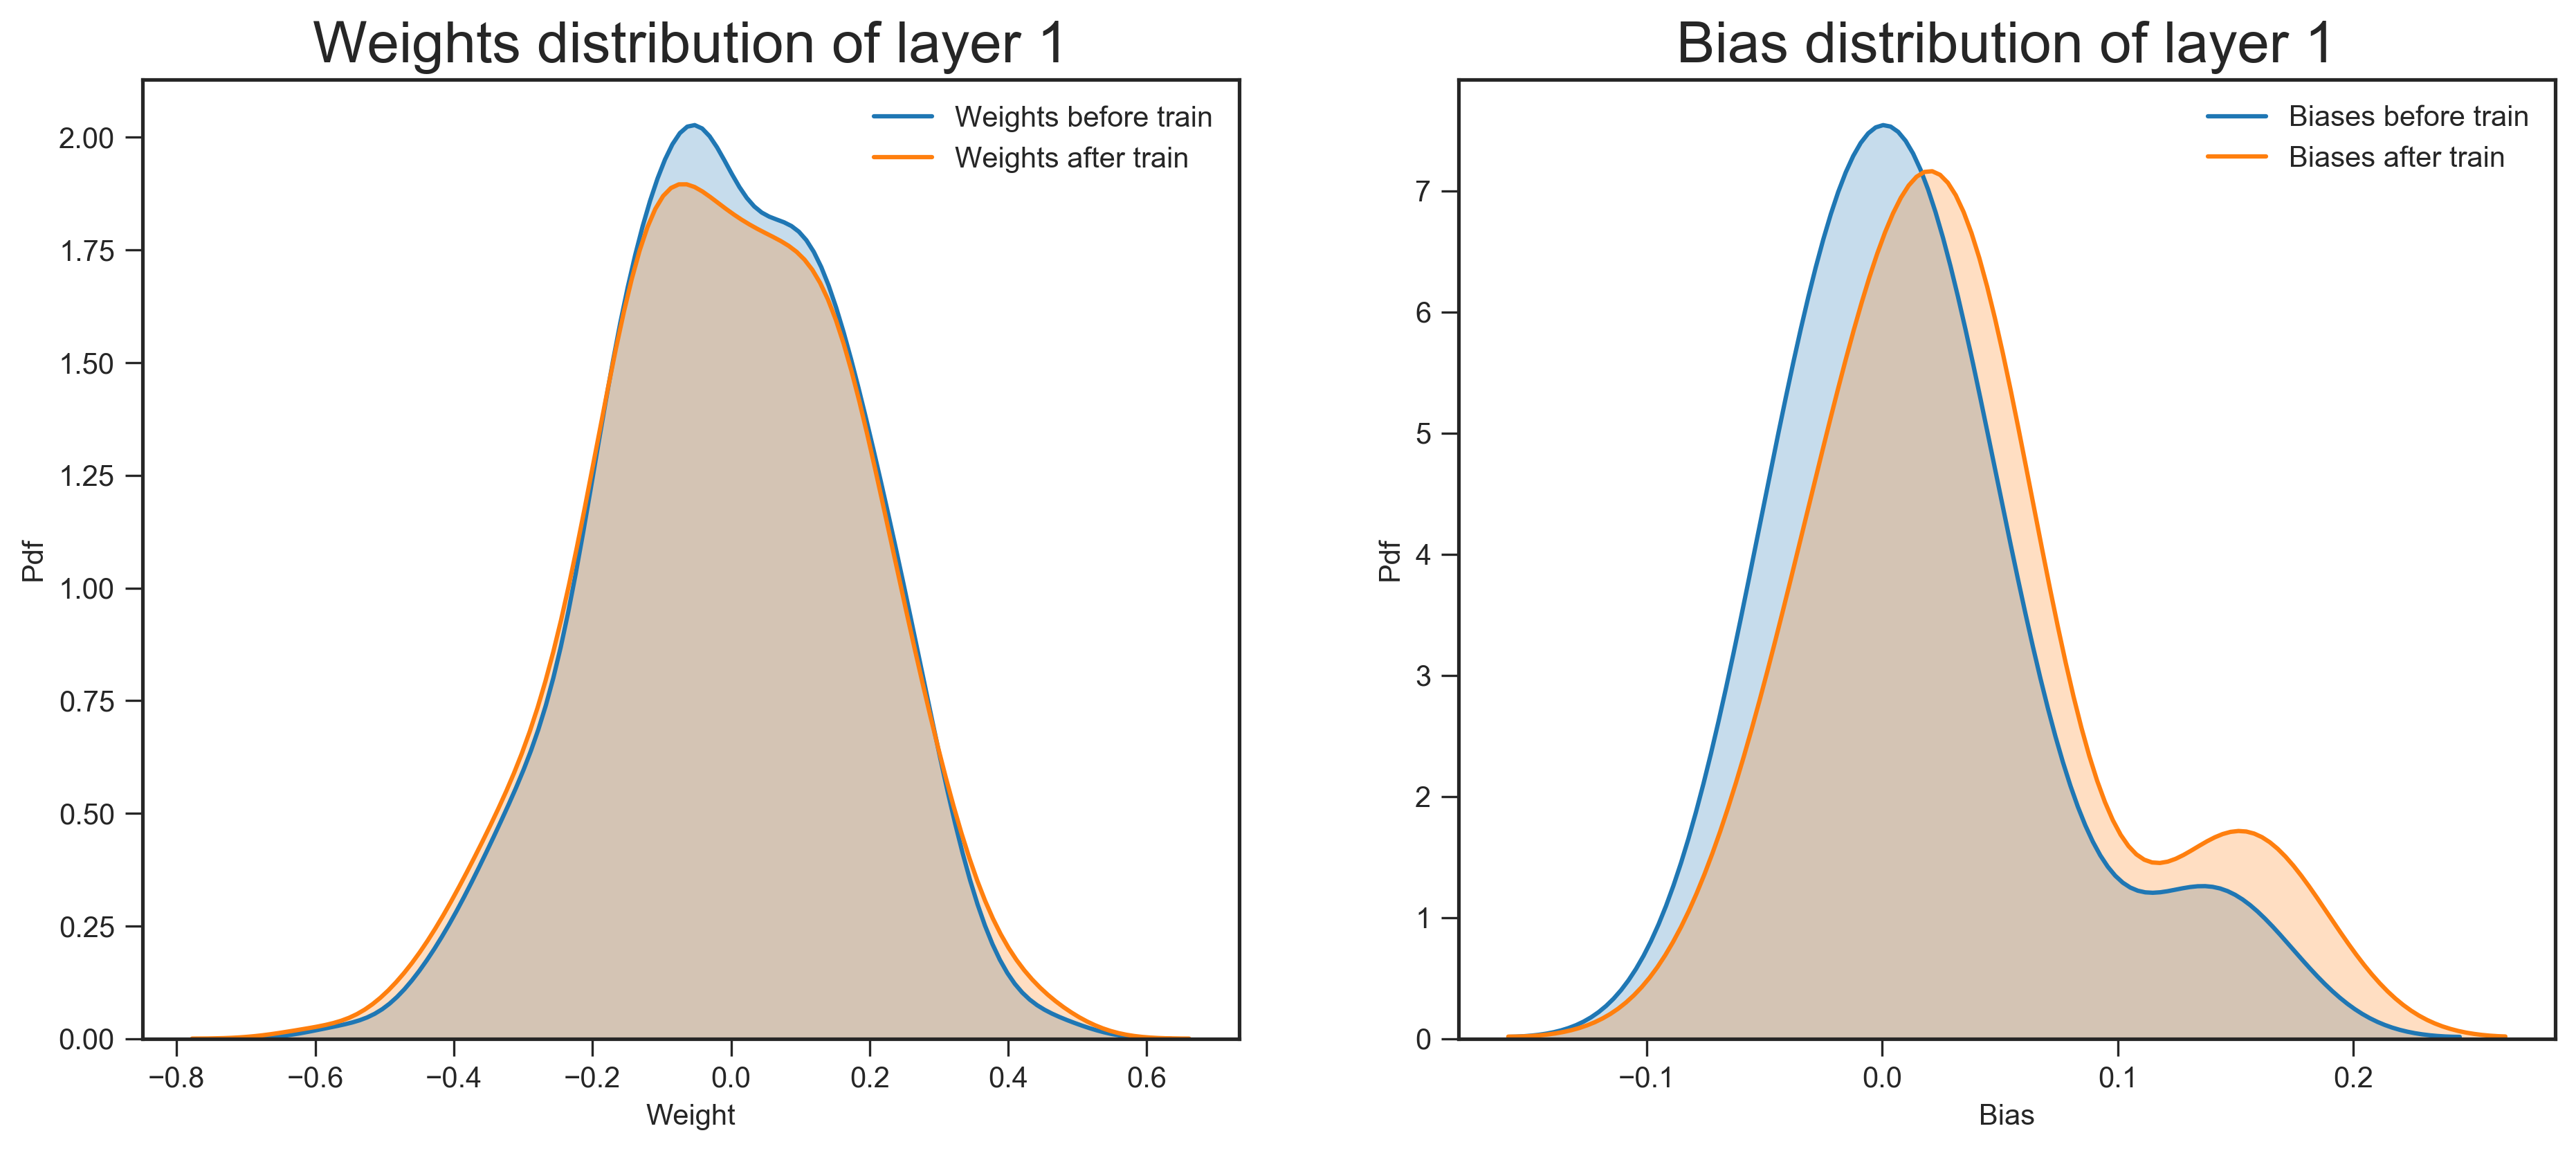 Weights distribution of layer 1
Weights before train
Weights after train
2.00
1.75
1.50
1.25
1.00
0.75
0.50
0.25
0.00
Pdf
−0.8 −0.6 −0.4 −0.2 0.0 0.2 0.4 0.6
Weight
Bias distribution of layer 1
Biases before train
Biases after train
7
6
5
4
3
2
1
0
Pdf
−0.1 0.0 0.1 0.2
Bias